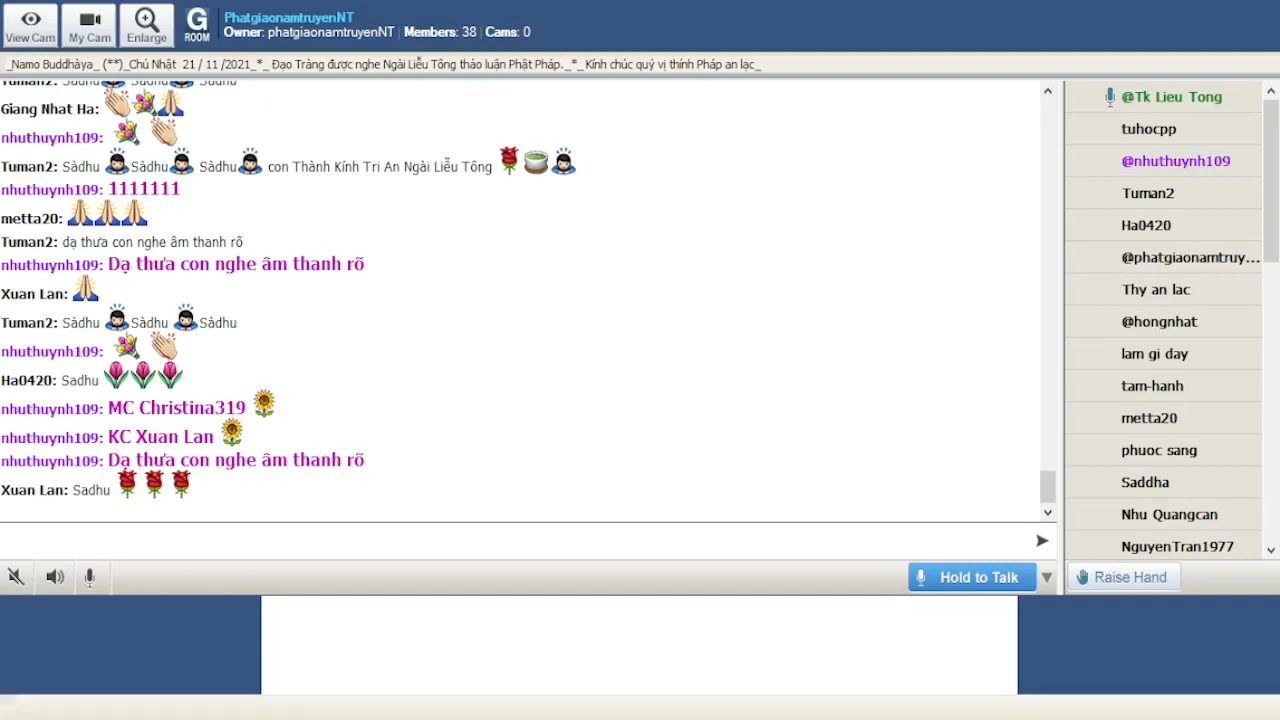 View Cam
My Cam
Enlarge
G
ROOM
PhatgiaonamtruyenNT
Owner: phatgiaonamtruyenNT | Members: 38 | Cams: 0
_Namo Buddhàya_ (**)_Chủ Nhật 21 / 11 /2021_*_ Đạo Tràng được nghe Ngài Liễu Tông thảo luận Phật Pháp._*_Kính chúc quý vị thính Pháp an lạc_
Tuman2: Sàdhu Sàdhu Sàdhu
Giang Nhat Ha:
nhuthuynh109:
Tuman2: Sàdhu Sàdhu Sàdhu con Thành Kính Tri An Ngài Liễu Tông
nhuthuynh109: 1111111
metta20:
Tuman2: dạ thưa con nghe âm thanh rõ
nhuthuynh109: Dạ thưa con nghe âm thanh rõ
Xuan Lan:
Tuman2: Sàdhu Sàdhu Sàdhu
nhuthuynh109:
Ha0420: Sadhu
nhuthuynh109: MC Christina319
nhuthuynh109: KC Xuan Lan
nhuthuynh109: Dạ thưa con nghe âm thanh rõ
Xuan Lan: Sadhu
Hold to Talk
@Tk Lieu Tong
tuhocpp
@nhuthuynh109
Tuman2
Ha0420
@phatgiaonamtruy...
Thy an lac
@hongnhat
lam gi day
tam-hanh
metta20
phuoc sang
Saddha
Nhu Quangcan
NguyenTran1977
Raise Hand